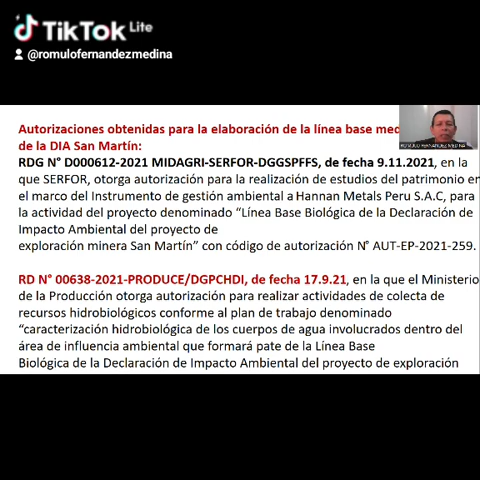 TikTok Lite
@romulofernandezmedina
Autorizaciones obtenidas para la elaboración de la línea base
de la DIA San Martín:
RDG N° D000612-2021 MIDAGRI-SERFOR-DGGSPFFS, de fecha 9.11.2021, en la
que SERFOR, otorga autorización para la realización de estudios del patrimonio en
el marco del Instrumento de gestión ambiental a Hannan Metals Peru S.A.C, para
la actividad del proyecto denominado “Línea Base Biológica de la Declaración de
Impacto Ambiental del proyecto de
exploración minera San Martín” con código de autorización N° AUT-EP-2021-259.
RD N° 00638-2021-PRODUCE/DGPCHDI, de fecha 17.9.21, en la que el Ministerio
de la Producción otorga autorización para realizar actividades de colecta de
recursos hidrobiológicos conforme al plan de trabajo denominado
“caracterización hidrobiológica de los cuerpos de agua involucrados dentro del
área de influencia ambiental que formará pate de la Línea Base
Biológica de la Declaración de Impacto Ambiental del proyecto de exploración